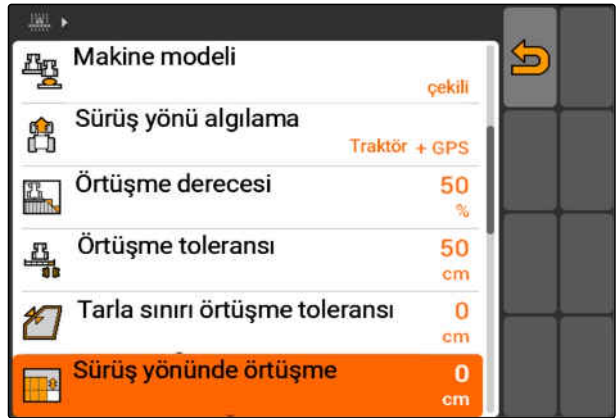 Makine modeli
çekili
Sürüş yönü algılama
Traktör + GPS
Örtüşme derecesi
50
%
Örtüşme toleransı
50
cm
Tarla sınırı örtüşme toleransı
0
cm
Sürüş yönünde örtüşme
0
cm